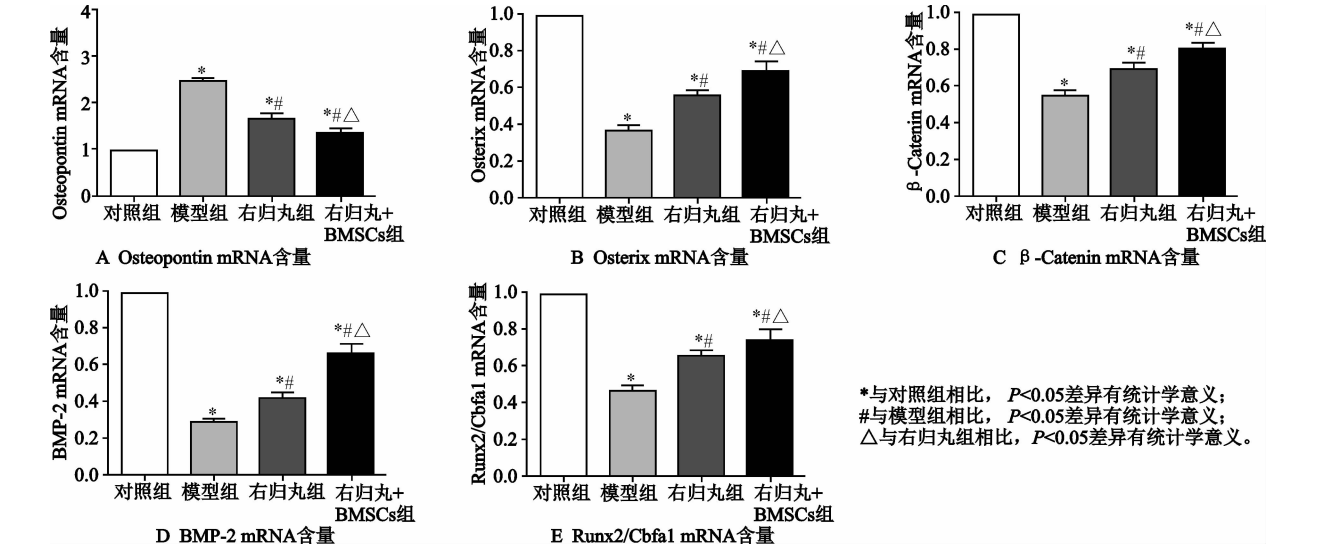 Osteopontin mRNA含量
4
3
2
1
0
*
*#
*#△
对照组 模型组 右归丸组 右归丸+
BMSCs组
A Osteopontin mRNA含量
Osterix mRNA含量
1.0
0.8
0.6
0.4
0.2
0.0
*
*#
*#△
对照组 模型组 右归丸组 右归丸+
BMSCs组
B Osterix mRNA含量
β-Catenin mRNA含量
1.0
0.8
0.6
0.4
0.2
0.0
*
*#
*#△
对照组 模型组 右归丸组 右归丸+
BMSCs组
C β-Catenin mRNA含量
BMP-2 mRNA含量
1.0
0.8
0.6
0.4
0.2
0.0
*
*#
*#△
对照组 模型组 右归丸组 右归丸+
BMSCs组
D BMP-2 mRNA含量
Runx2/Cbfa1 mRNA含量
1.0
0.8
0.6
0.4
0.2
0.0
*
*#
*#△
对照组 模型组 右归丸组 右归丸+
BMSCs组
E Runx2/Cbfa1 mRNA含量
*与对照组相比，P<0.05差异有统计学意义；
#与模型组相比，P<0.05差异有统计学意义；
△与右归丸组相比，P<0.05差异有统计学意义。